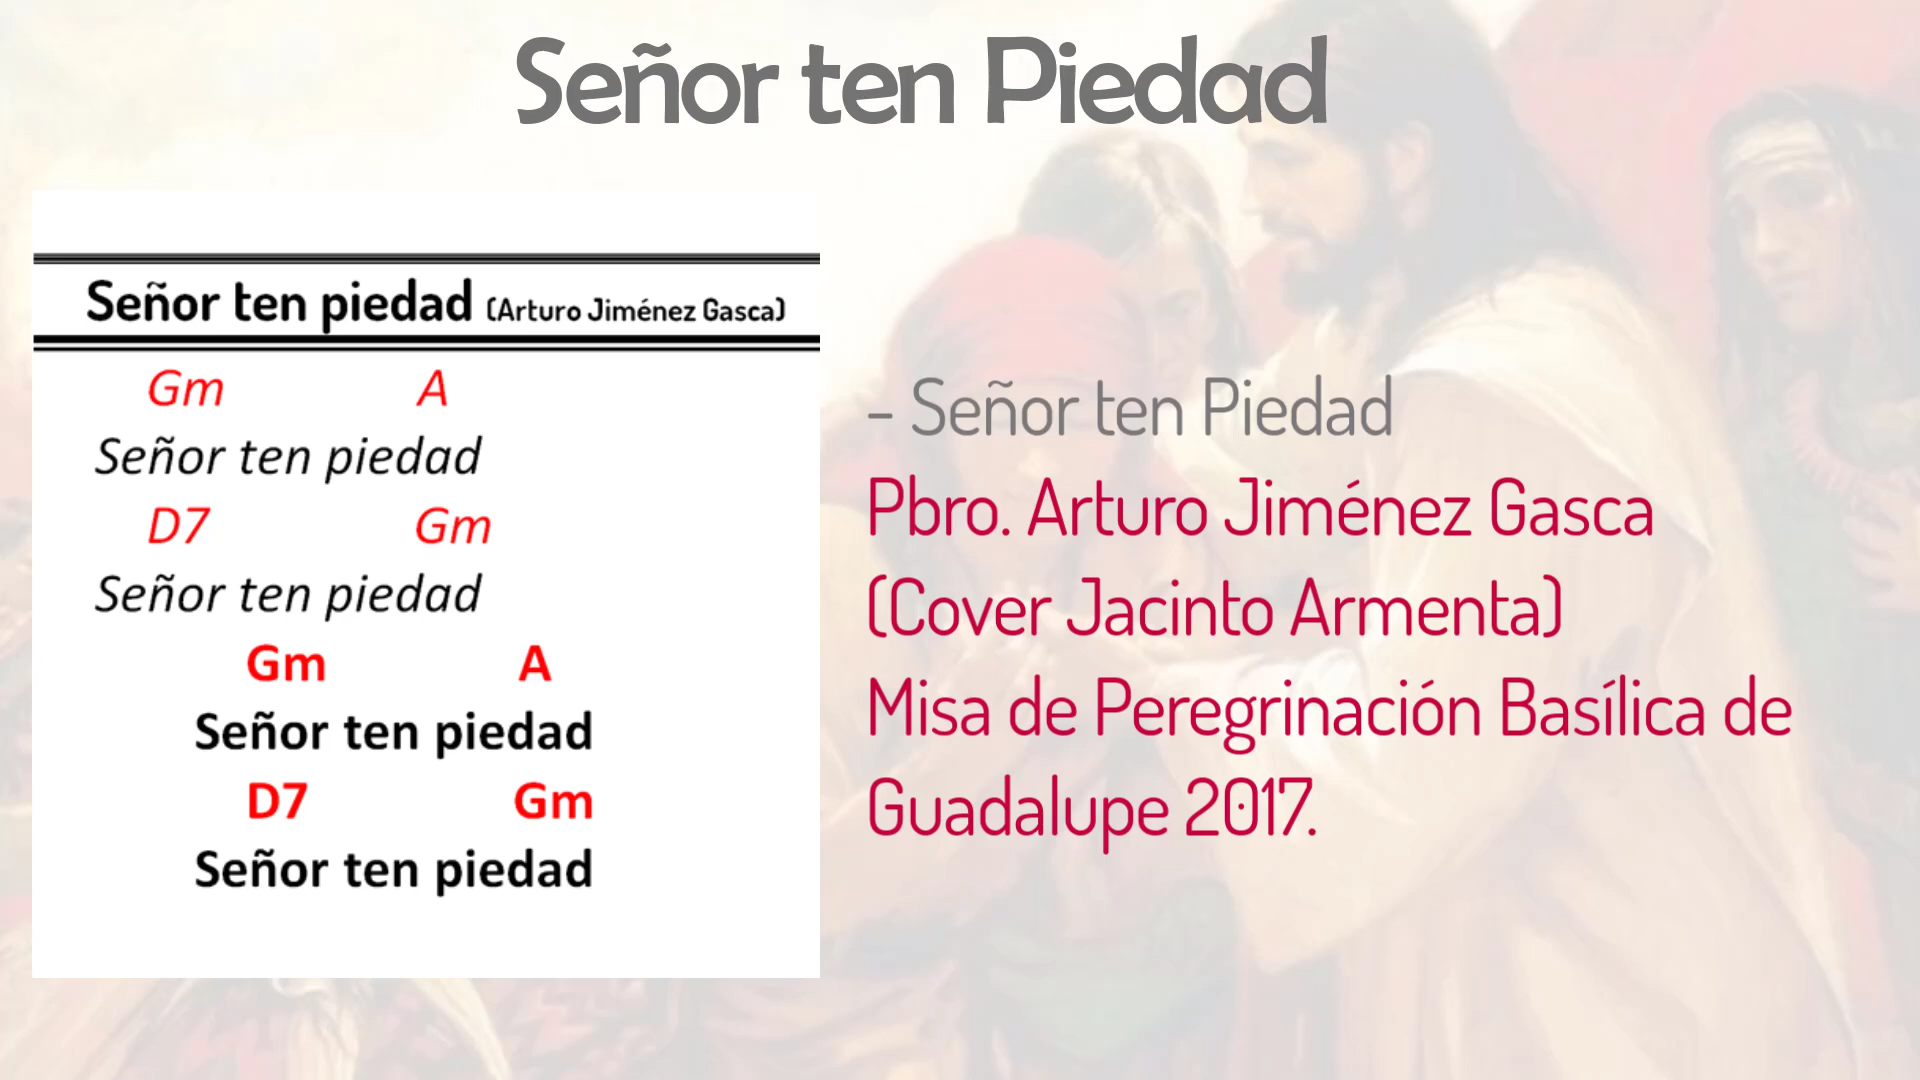 Señor ten Piedad
Señor ten piedad (Arturo Jiménez Gasca)
Gm A
Señor ten piedad
D7 Gm
Señor ten piedad
Gm A
Señor ten piedad
D7 Gm
Señor ten piedad
- Señor ten Piedad
Pbro. Arturo Jiménez Gasca
(Cover Jacinto Armenta)
Misa de Peregrinación Basílica de
Guadalupe 2017.